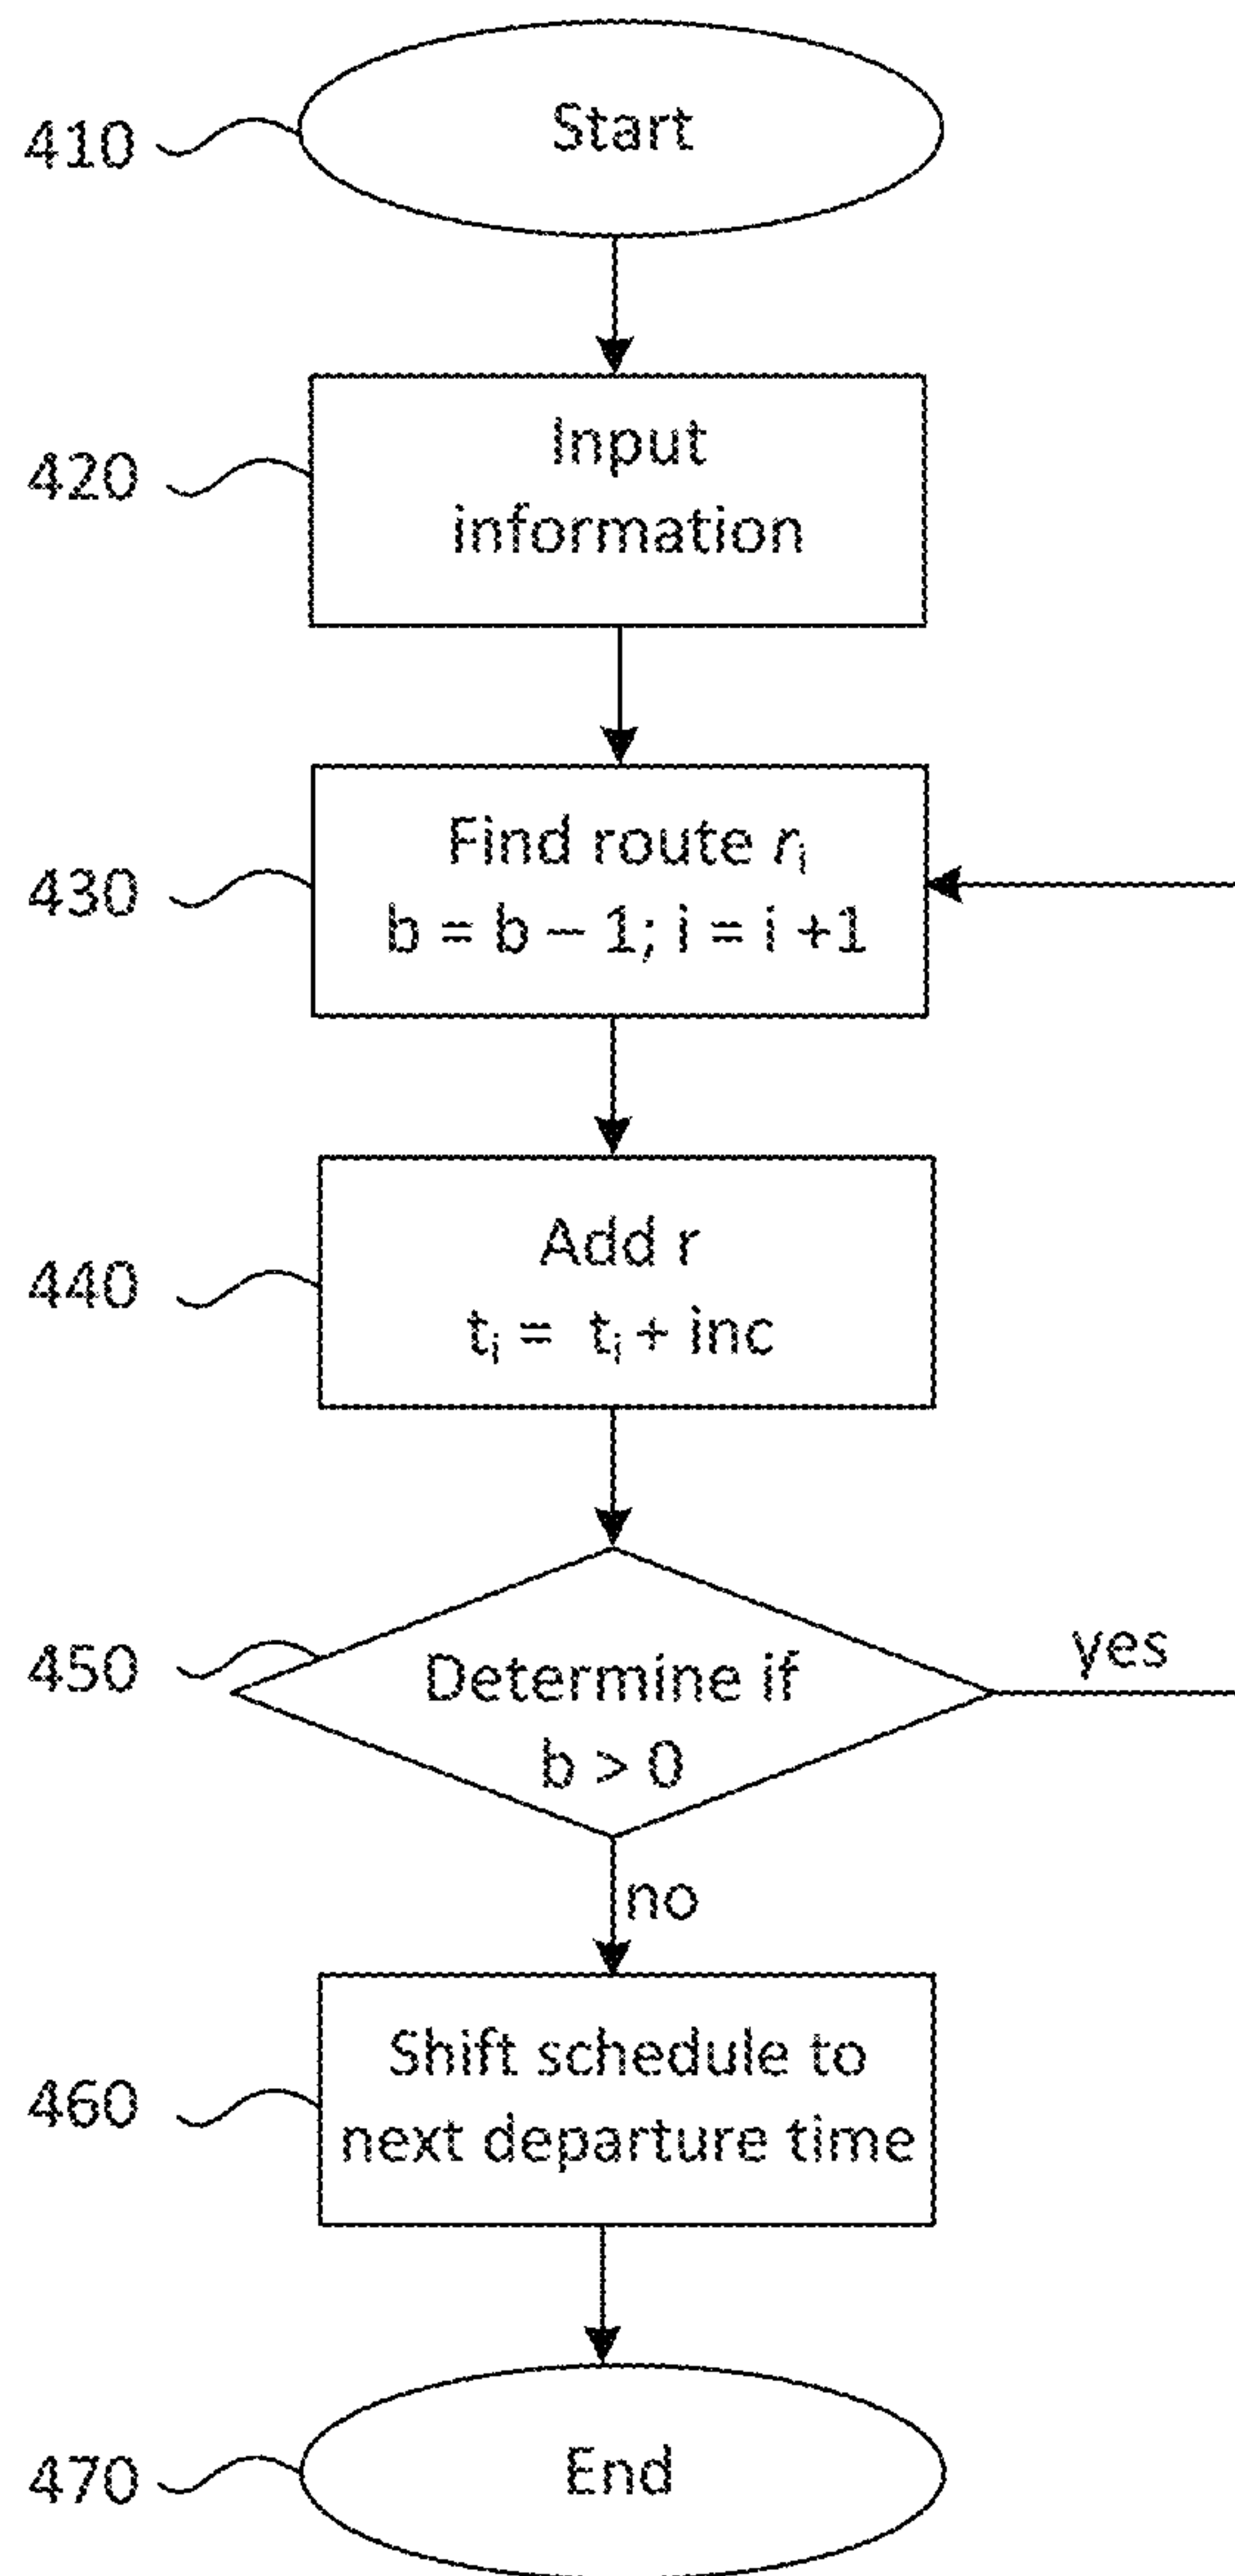 410
Start
420
Input
information
430
Find route rᵢ
b = b – 1; i = i +1
440
Add r
tᵢ = tᵢ + inc
450
Determine if
b > 0
yes
no
460
Shift schedule to
next departure time
470
End